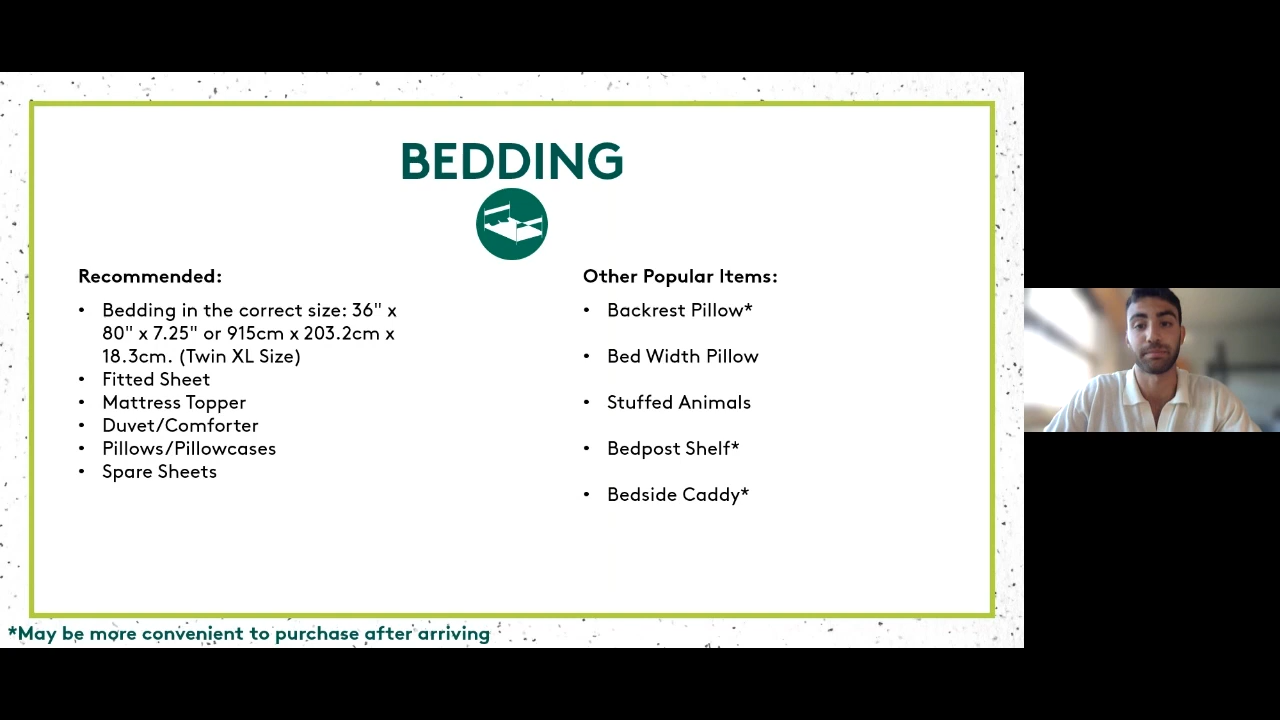 BEDDING
Recommended:
• Bedding in the correct size: 36" x
80" x 7.25" or 915cm x 203.2cm x
18.3cm. (Twin XL Size)
• Fitted Sheet
• Mattress Topper
• Duvet/Comforter
• Pillows/Pillowcases
• Spare Sheets
Other Popular Items:
• Backrest Pillow*
• Bed Width Pillow
• Stuffed Animals
• Bedpost Shelf*
• Bedside Caddy*
*May be more convenient to purchase after arriving